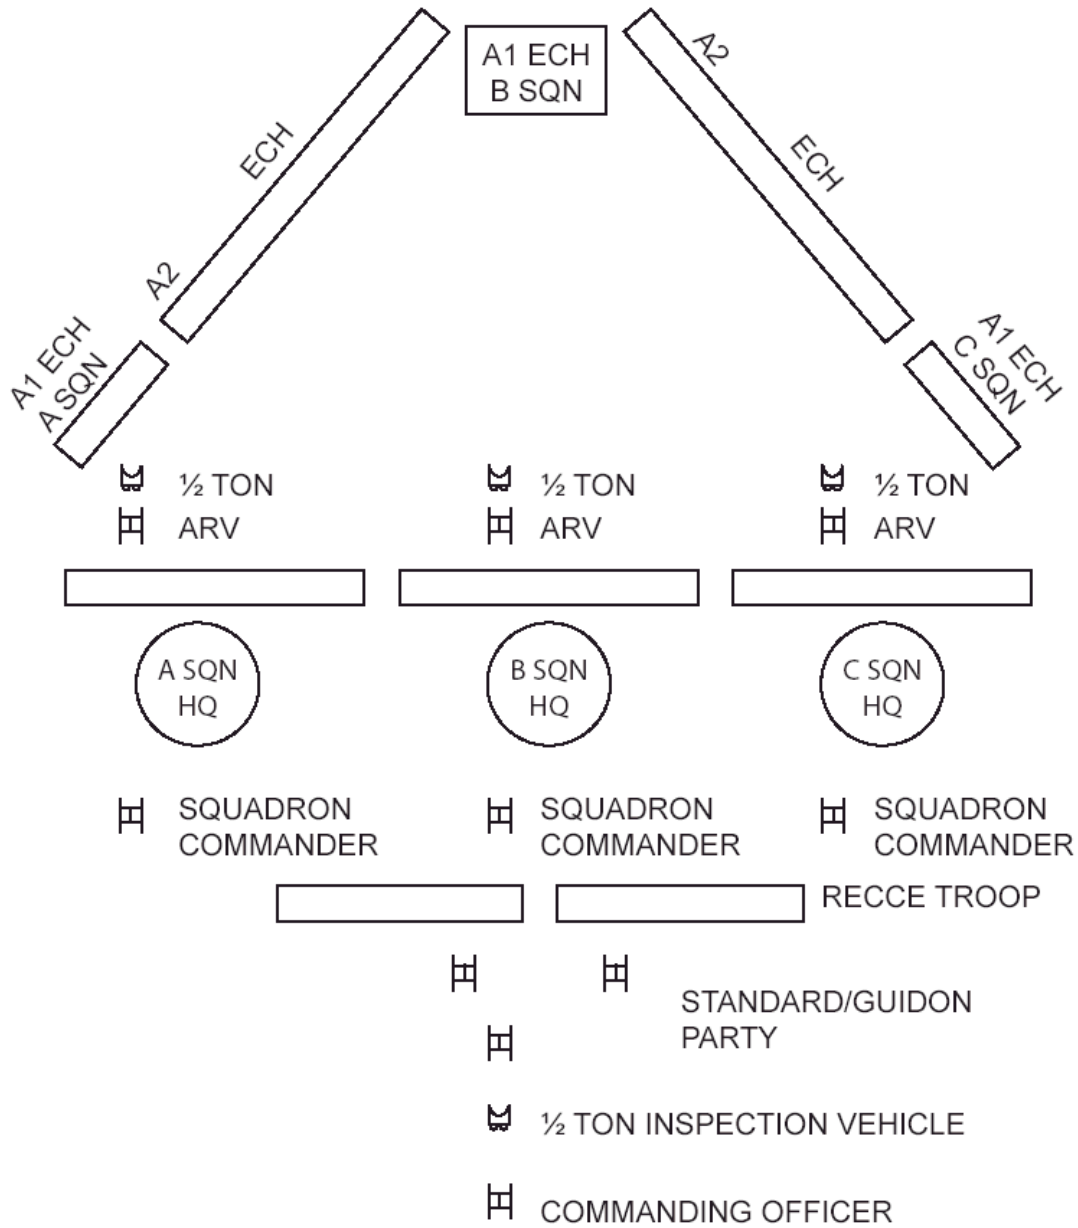 A1 ECH
B SQN
A2
ECH
ECH
A2
A1 ECH
A SQN
A1 ECH
C SQN
½ TON
½ TON
½ TON
ARV
ARV
ARV
A SQN
HQ
B SQN
HQ
C SQN
HQ
SQUADRON
COMMANDER
SQUADRON
COMMANDER
SQUADRON
COMMANDER
RECCE TROOP
STANDARD/GUIDON
PARTY
½ TON INSPECTION VEHICLE
COMMANDING OFFICER